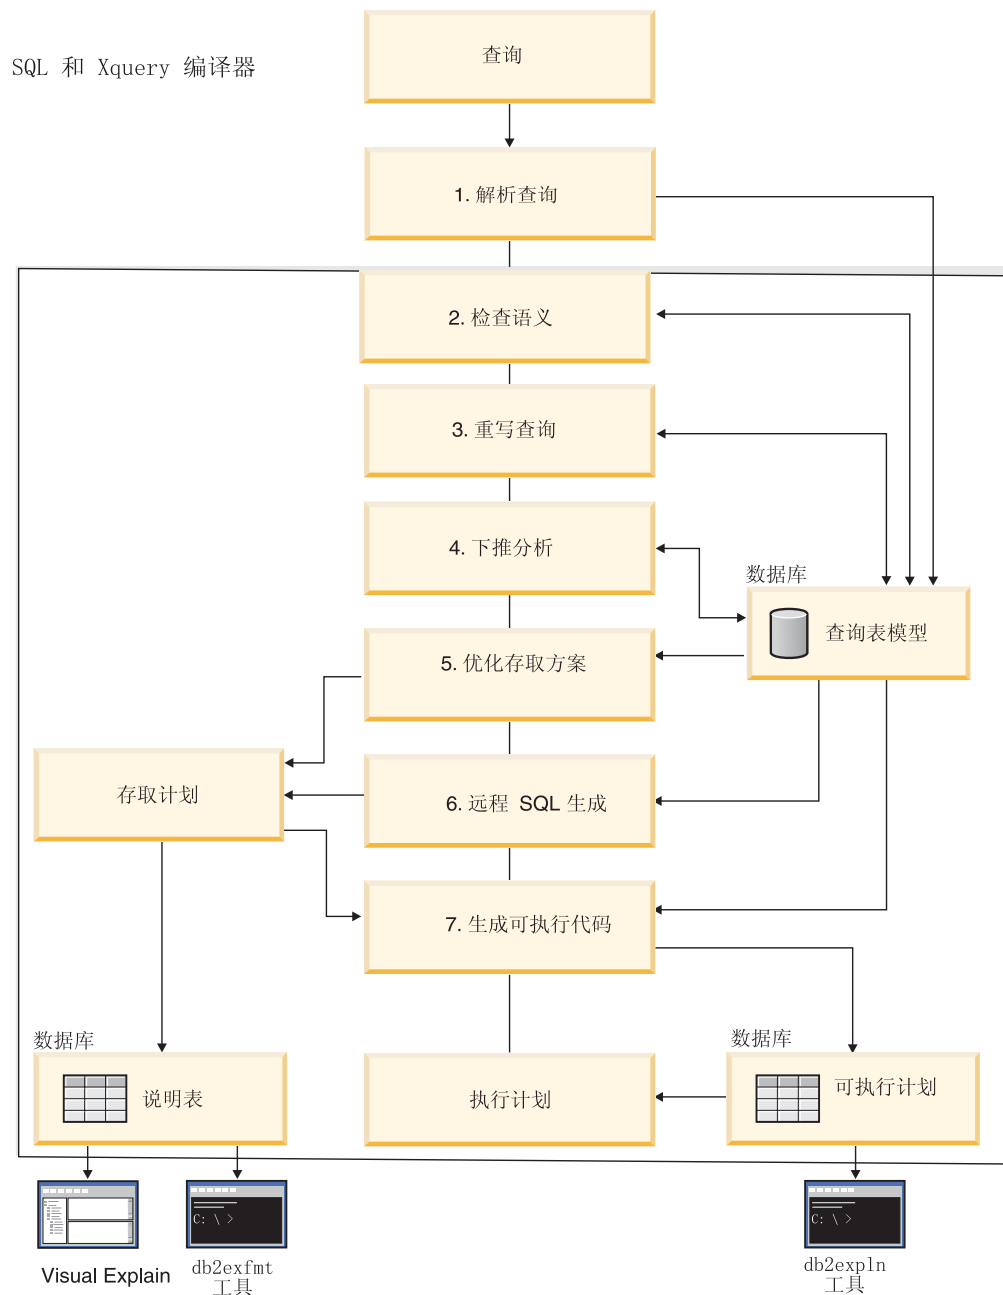 SQL 和 Xquery 编译器
查询
1. 解析查询
2. 检查语义
3. 重写查询
4. 下推分析
数据库
查询表模型
5. 优化存取方案
存取计划
6. 远程 SQL 生成
7. 生成可执行代码
数据库
说明表
执行计划
数据库
可执行计划
C: \ >
C: \ >
Visual Explain
db2exfmt
工具
db2expln
工具